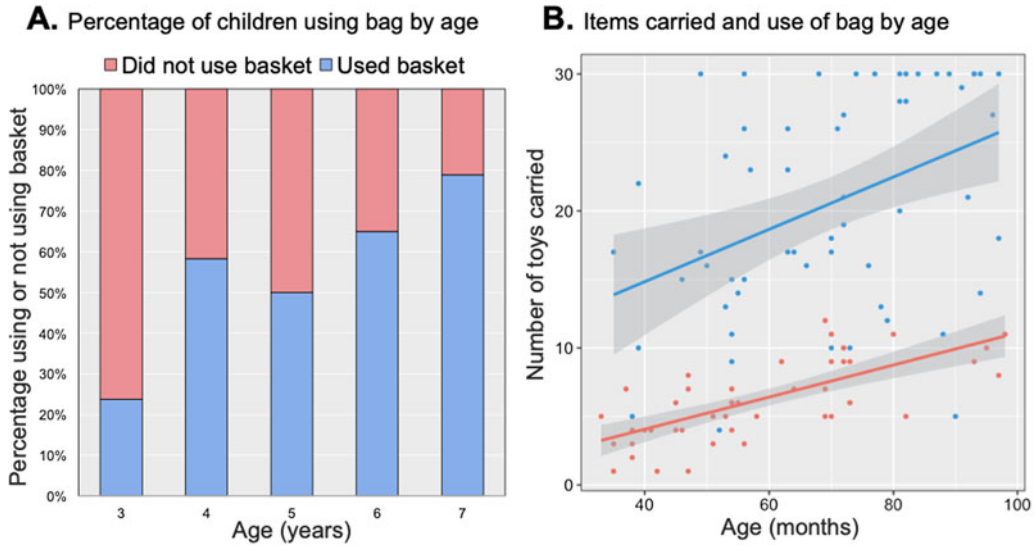 A. Percentage of children using bag by age
Did not use basket Used basket
Percentage using or not using basket
100%
90%
80%
70%
60%
50%
40%
30%
20%
10%
0%
3 4 5 6 7
Age (years)
B. Items carried and use of bag by age
Number of toys carried
30
20
10
0
40 60 80 100
Age (months)